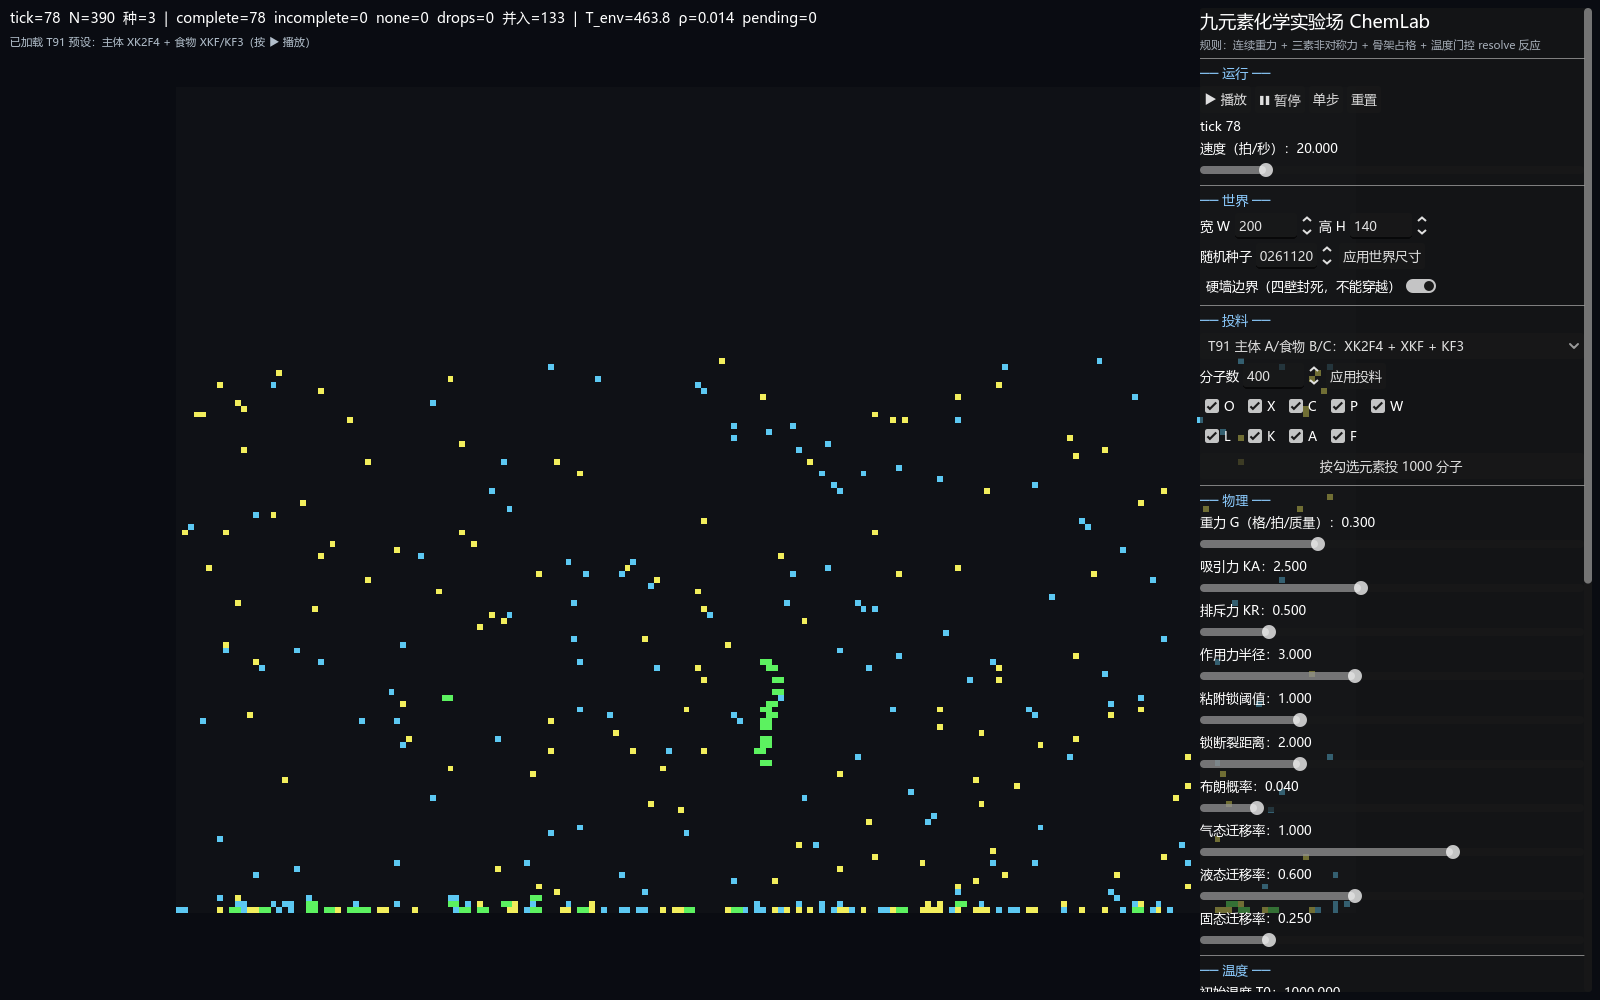 tick=78  N=390  种=3  |  complete=78  incomplete=0  none=0  drops=0  并入=133  |  T_env=463.8  ρ=0.014  pending=0
已加载 T91 预设：主体 XK2F4 + 食物 XKF/KF3（按 ▶ 播放）
九元素化学实验场 ChemLab
规则：连续重力 + 三素非对称力 + 骨架占格 + 温度门控 resolve 反应
── 运行 ──
▶ 播放  ⏸ 暂停  单步  重置
tick 78
速度（拍/秒）：20.000
── 世界 ──
宽 W 200  高 H 140
随机种子 0261120  应用世界尺寸
硬墙边界（四壁封死，不能穿越）
── 投料 ──
T91 主体 A/食物 B/C：XK2F4 + XKF + KF3
分子数 400  应用投料
O  X  C  P  W
L  K  A  F
按勾选元素投 1000 分子
── 物理 ──
重力 G（格/拍/质量）：0.300
吸引力 KA：2.500
排斥力 KR：0.500
作用力半径：3.000
粘附锁阈值：1.000
锁断裂距离：2.000
布朗概率：0.040
气态迁移率：1.000
液态迁移率：0.600
固态迁移率：0.250
── 温度 ──
初始温度 T0：1000.000